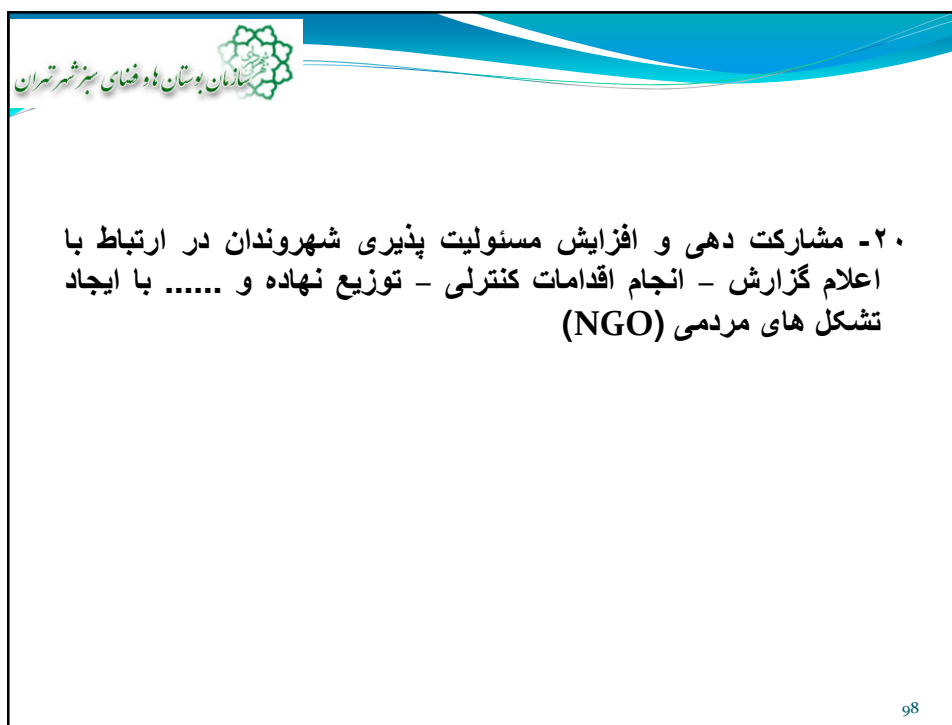 سازمان بوستان ها و فضای سبز شهر تهران
۲۰- مشارکت دهی و افزایش مسئولیت پذیری شهروندان در ارتباط با
اعلام گزارش – انجام اقدامات کنترلی – توزیع نهاده و ...... با ایجاد
تشکل های مردمی (NGO)
98